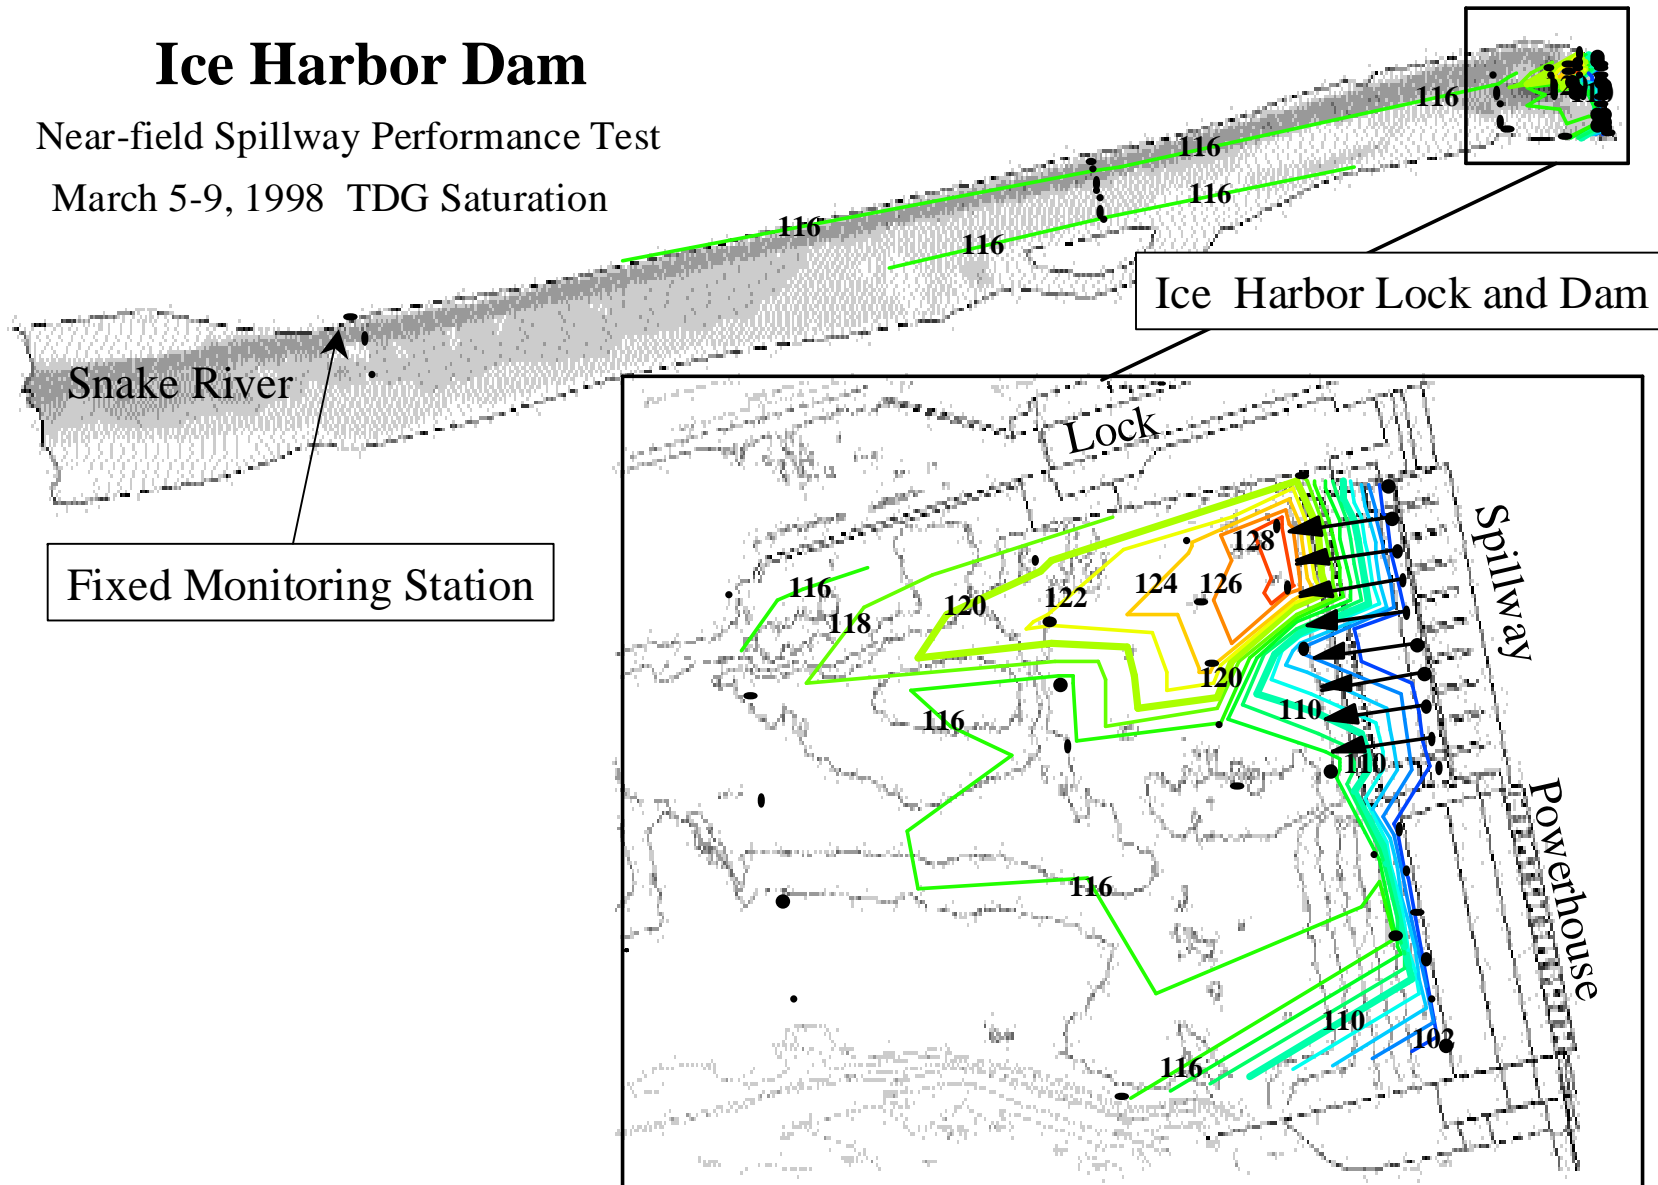 Ice Harbor Dam
Near-field Spillway Performance Test
March 5-9, 1998 TDG Saturation
116
116
116
116
116
Ice Harbor Lock and Dam
Snake River
Fixed Monitoring Station
Lock
Spillway
Powerhouse
128
116
118
120
122
124
126
120
110
116
110
116
110
102
116